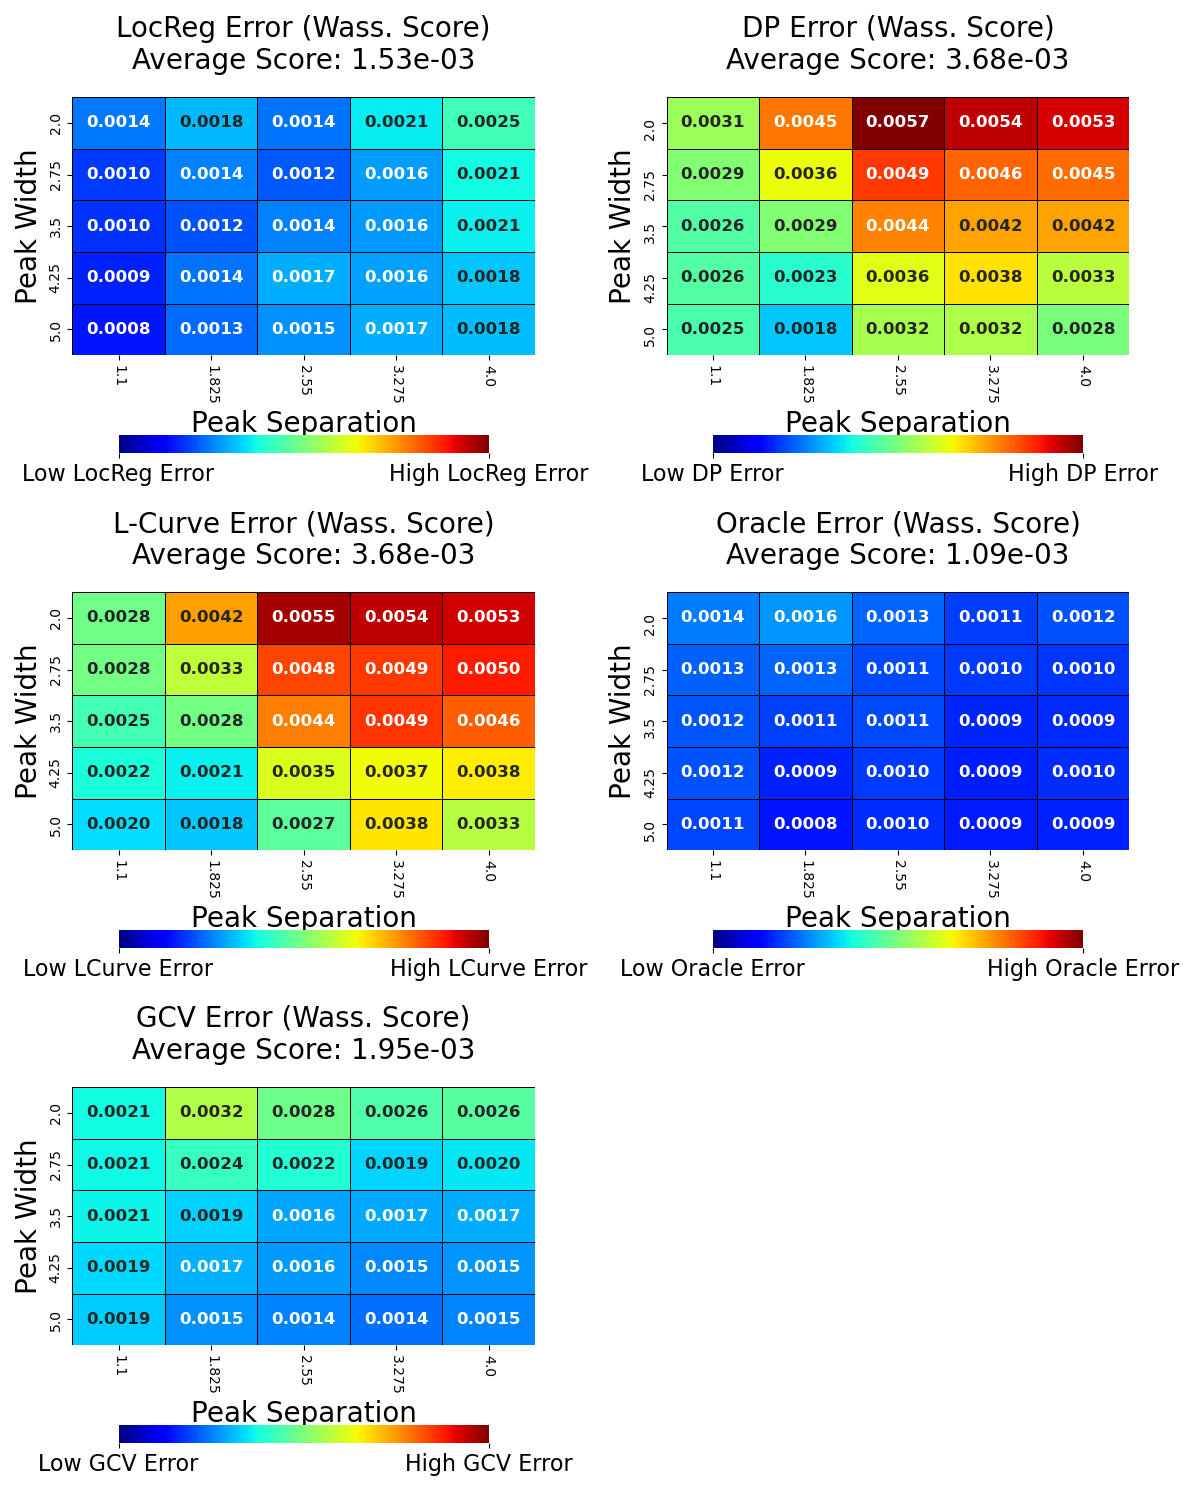 LocReg Error (Wass. Score)
Average Score: 1.53e-03
Peak Width
2.0 0.0014 0.0018 0.0014 0.0021 0.0025
2.75 0.0010 0.0014 0.0012 0.0016 0.0021
3.5 0.0010 0.0012 0.0014 0.0016 0.0021
4.25 0.0009 0.0014 0.0017 0.0016 0.0018
5.0 0.0008 0.0013 0.0015 0.0017 0.0018
1.1 1.825 2.55 3.275 4.0
Peak Separation
Low LocReg Error High LocReg Error
DP Error (Wass. Score)
Average Score: 3.68e-03
Peak Width
2.0 0.0031 0.0045 0.0057 0.0054 0.0053
2.75 0.0029 0.0036 0.0049 0.0046 0.0045
3.5 0.0026 0.0029 0.0044 0.0042 0.0042
4.25 0.0026 0.0023 0.0036 0.0038 0.0033
5.0 0.0025 0.0018 0.0032 0.0032 0.0028
1.1 1.825 2.55 3.275 4.0
Peak Separation
Low DP Error High DP Error
L-Curve Error (Wass. Score)
Average Score: 3.68e-03
Peak Width
2.0 0.0028 0.0042 0.0055 0.0054 0.0053
2.75 0.0028 0.0033 0.0048 0.0049 0.0050
3.5 0.0025 0.0028 0.0044 0.0049 0.0046
4.25 0.0022 0.0021 0.0035 0.0037 0.0038
5.0 0.0020 0.0018 0.0027 0.0038 0.0033
1.1 1.825 2.55 3.275 4.0
Peak Separation
Low LCurve Error High LCurve Error
Oracle Error (Wass. Score)
Average Score: 1.09e-03
Peak Width
2.0 0.0014 0.0016 0.0013 0.0011 0.0012
2.75 0.0013 0.0013 0.0011 0.0010 0.0010
3.5 0.0012 0.0011 0.0011 0.0009 0.0009
4.25 0.0012 0.0009 0.0010 0.0009 0.0010
5.0 0.0011 0.0008 0.0010 0.0009 0.0009
1.1 1.825 2.55 3.275 4.0
Peak Separation
Low Oracle Error High Oracle Error
GCV Error (Wass. Score)
Average Score: 1.95e-03
Peak Width
2.0 0.0021 0.0032 0.0028 0.0026 0.0026
2.75 0.0021 0.0024 0.0022 0.0019 0.0020
3.5 0.0021 0.0019 0.0016 0.0017 0.0017
4.25 0.0019 0.0017 0.0016 0.0015 0.0015
5.0 0.0019 0.0015 0.0014 0.0014 0.0015
1.1 1.825 2.55 3.275 4.0
Peak Separation
Low GCV Error High GCV Error